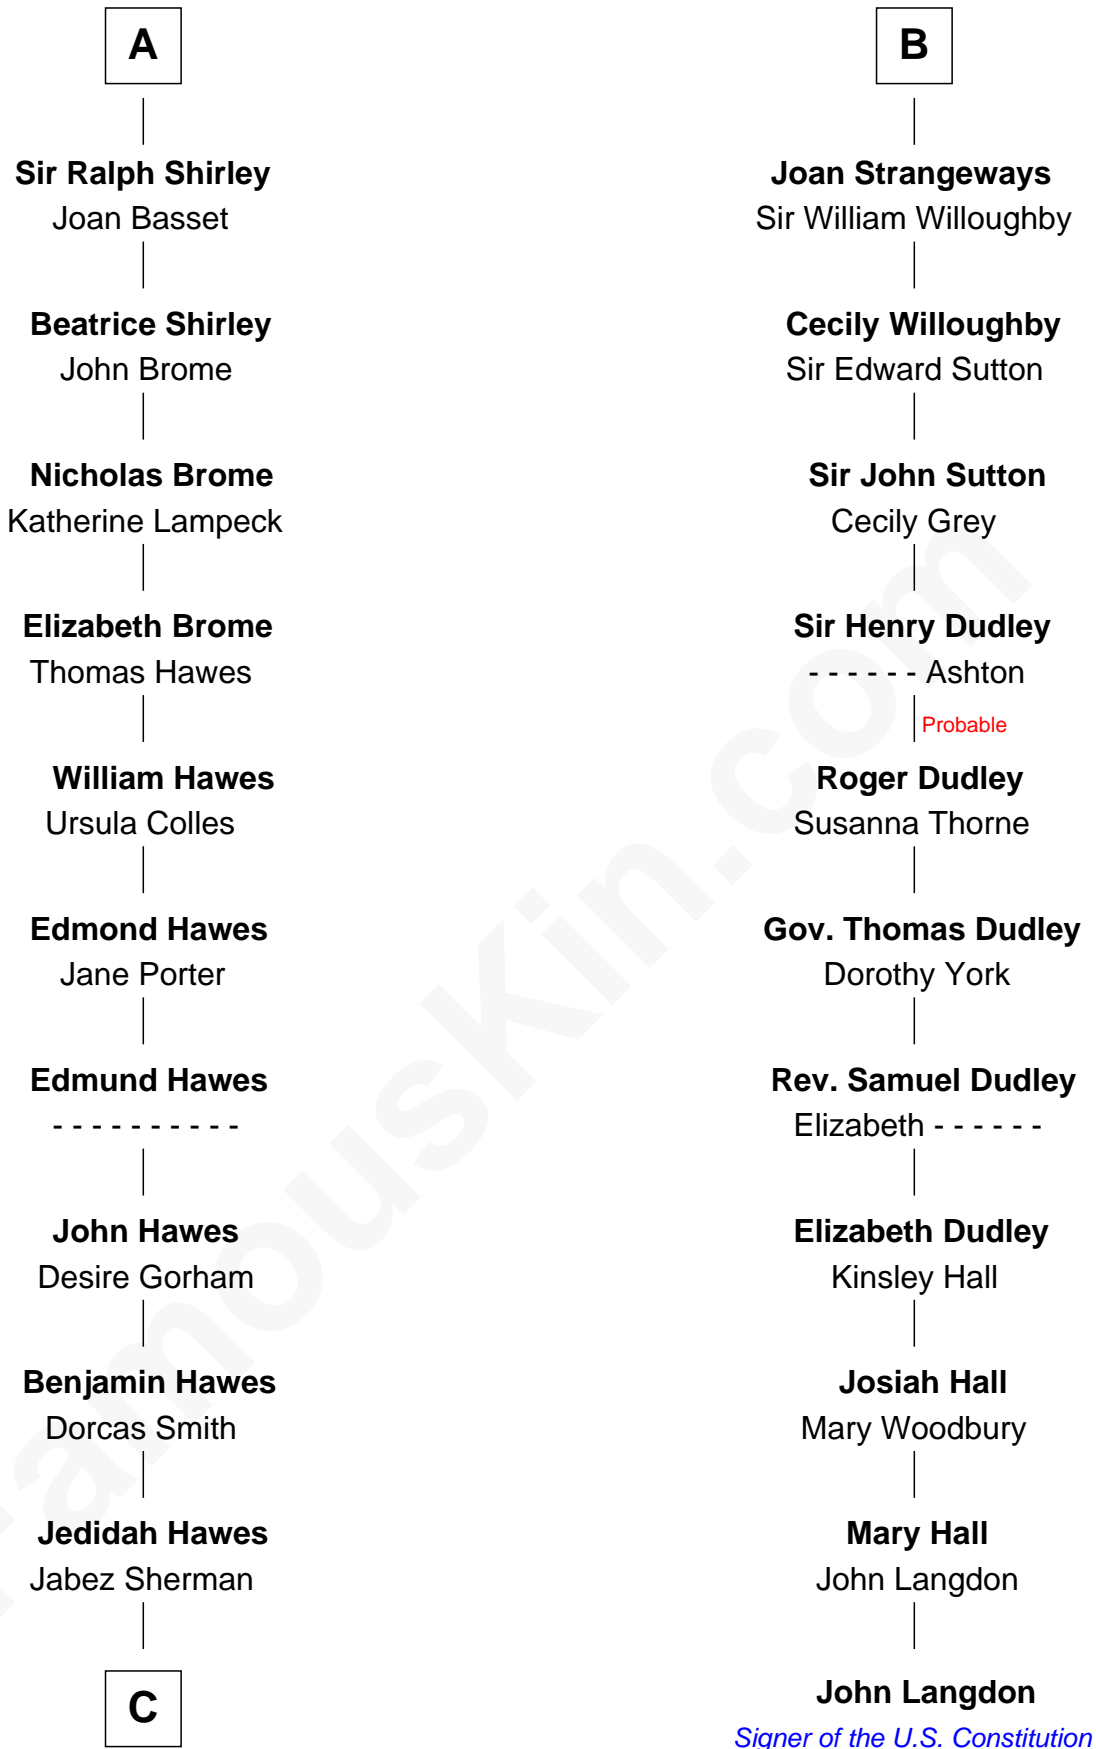 A
Sir Ralph Shirley
Joan Basset
Beatrice Shirley
John Brome
Nicholas Brome
Katherine Lampeck
Elizabeth Brome
Thomas Hawes
William Hawes
Ursula Colles
Edmond Hawes
Jane Porter
Edmund Hawes
- - - - - - - - - -
John Hawes
Desire Gorham
Benjamin Hawes
Dorcas Smith
Jedidah Hawes
Jabez Sherman
C
B
Joan Strangeways
Sir William Willoughby
Cecily Willoughby
Sir Edward Sutton
Sir John Sutton
Cecily Grey
Sir Henry Dudley
- - - - - - Ashton
Probable
Roger Dudley
Susanna Thorne
Gov. Thomas Dudley
Dorothy York
Rev. Samuel Dudley
Elizabeth - - - - - -
Elizabeth Dudley
Kinsley Hall
Josiah Hall
Mary Woodbury
Mary Hall
John Langdon
John Langdon
Signer of the U.S. Constitution
FamousKin.com